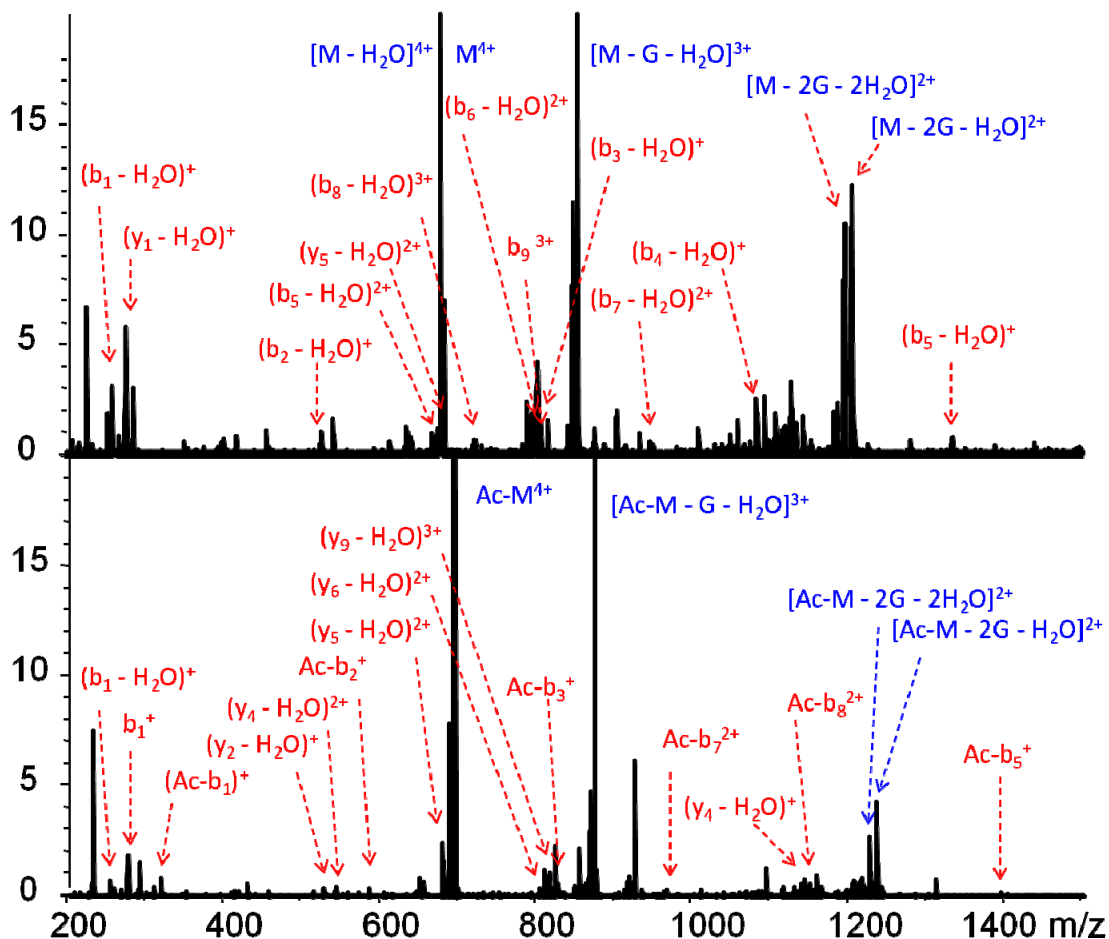 [M - H₂O]⁴⁺ M⁴⁺ [M - G - H₂O]³⁺
[M - 2G - 2H₂O]²⁺
(b₆ - H₂O)²⁺
15
[M - 2G - H₂O]²⁺
(b₃ - H₂O)⁺
(b₁ - H₂O)⁺
(b₈ - H₂O)³⁺
10
(y₁ - H₂O)⁺
(y₅ - H₂O)²⁺
b₉ ³⁺
(b₄ - H₂O)⁺
(b₅ - H₂O)²⁺
(b₇ - H₂O)²⁺
5
(b₂ - H₂O)⁺
(b₅ - H₂O)⁺
0
Ac-M⁴⁺ [Ac-M - G - H₂O]³⁺
(y₉ - H₂O)³⁺
15
(y₆ - H₂O)²⁺
[Ac-M - 2G - 2H₂O]²⁺
(y₅ - H₂O)²⁺
[Ac-M - 2G - H₂O]²⁺
10
(b₁ - H₂O)⁺
Ac-b₂⁺
Ac-b₃⁺
b₁⁺
(y₄ - H₂O)²⁺
Ac-b₈²⁺
(y₂ - H₂O)⁺
Ac-b₇²⁺
Ac-b₅⁺
5
(Ac-b₁)⁺
(y₄ - H₂O)⁺
0
200 400 600 800 1000 1200 1400 m/z